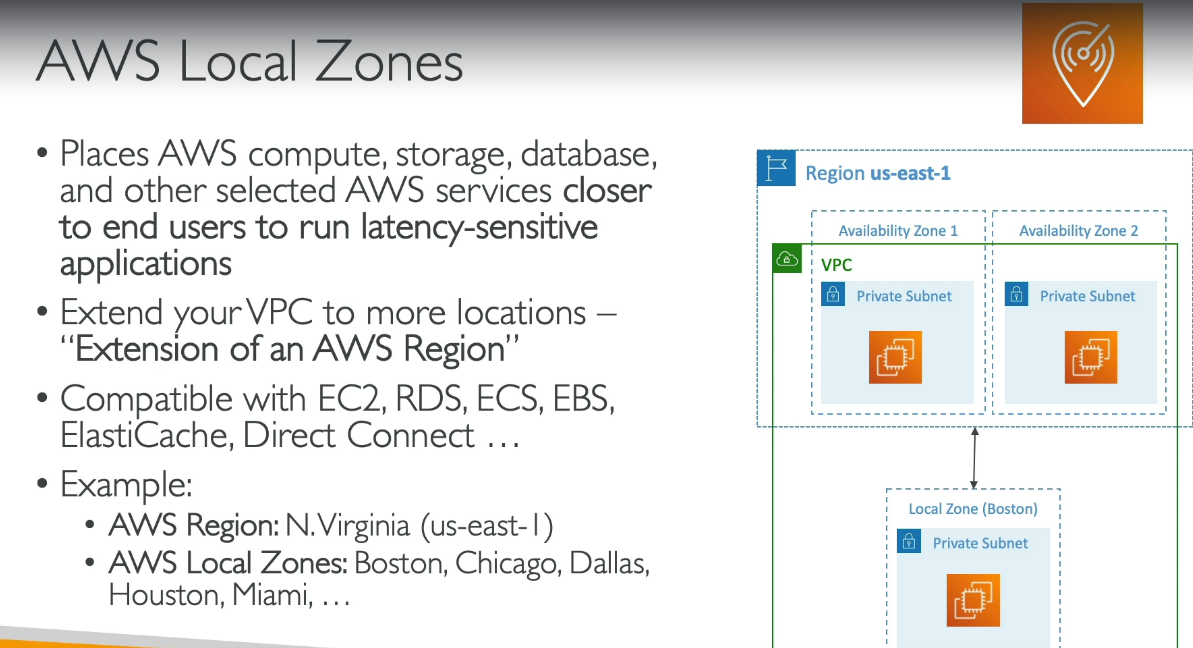 AWS Local Zones
• Places AWS compute, storage, database,
and other selected AWS services closer
to end users to run latency-sensitive
applications
• Extend your VPC to more locations –
“Extension of an AWS Region”
• Compatible with EC2, RDS, ECS, EBS,
ElastiCache, Direct Connect …
• Example:
• AWS Region: N. Virginia (us-east-1)
• AWS Local Zones: Boston, Chicago, Dallas,
Houston, Miami, …
Region us-east-1
Availability Zone 1
Availability Zone 2
VPC
Private Subnet
Private Subnet
Local Zone (Boston)
Private Subnet